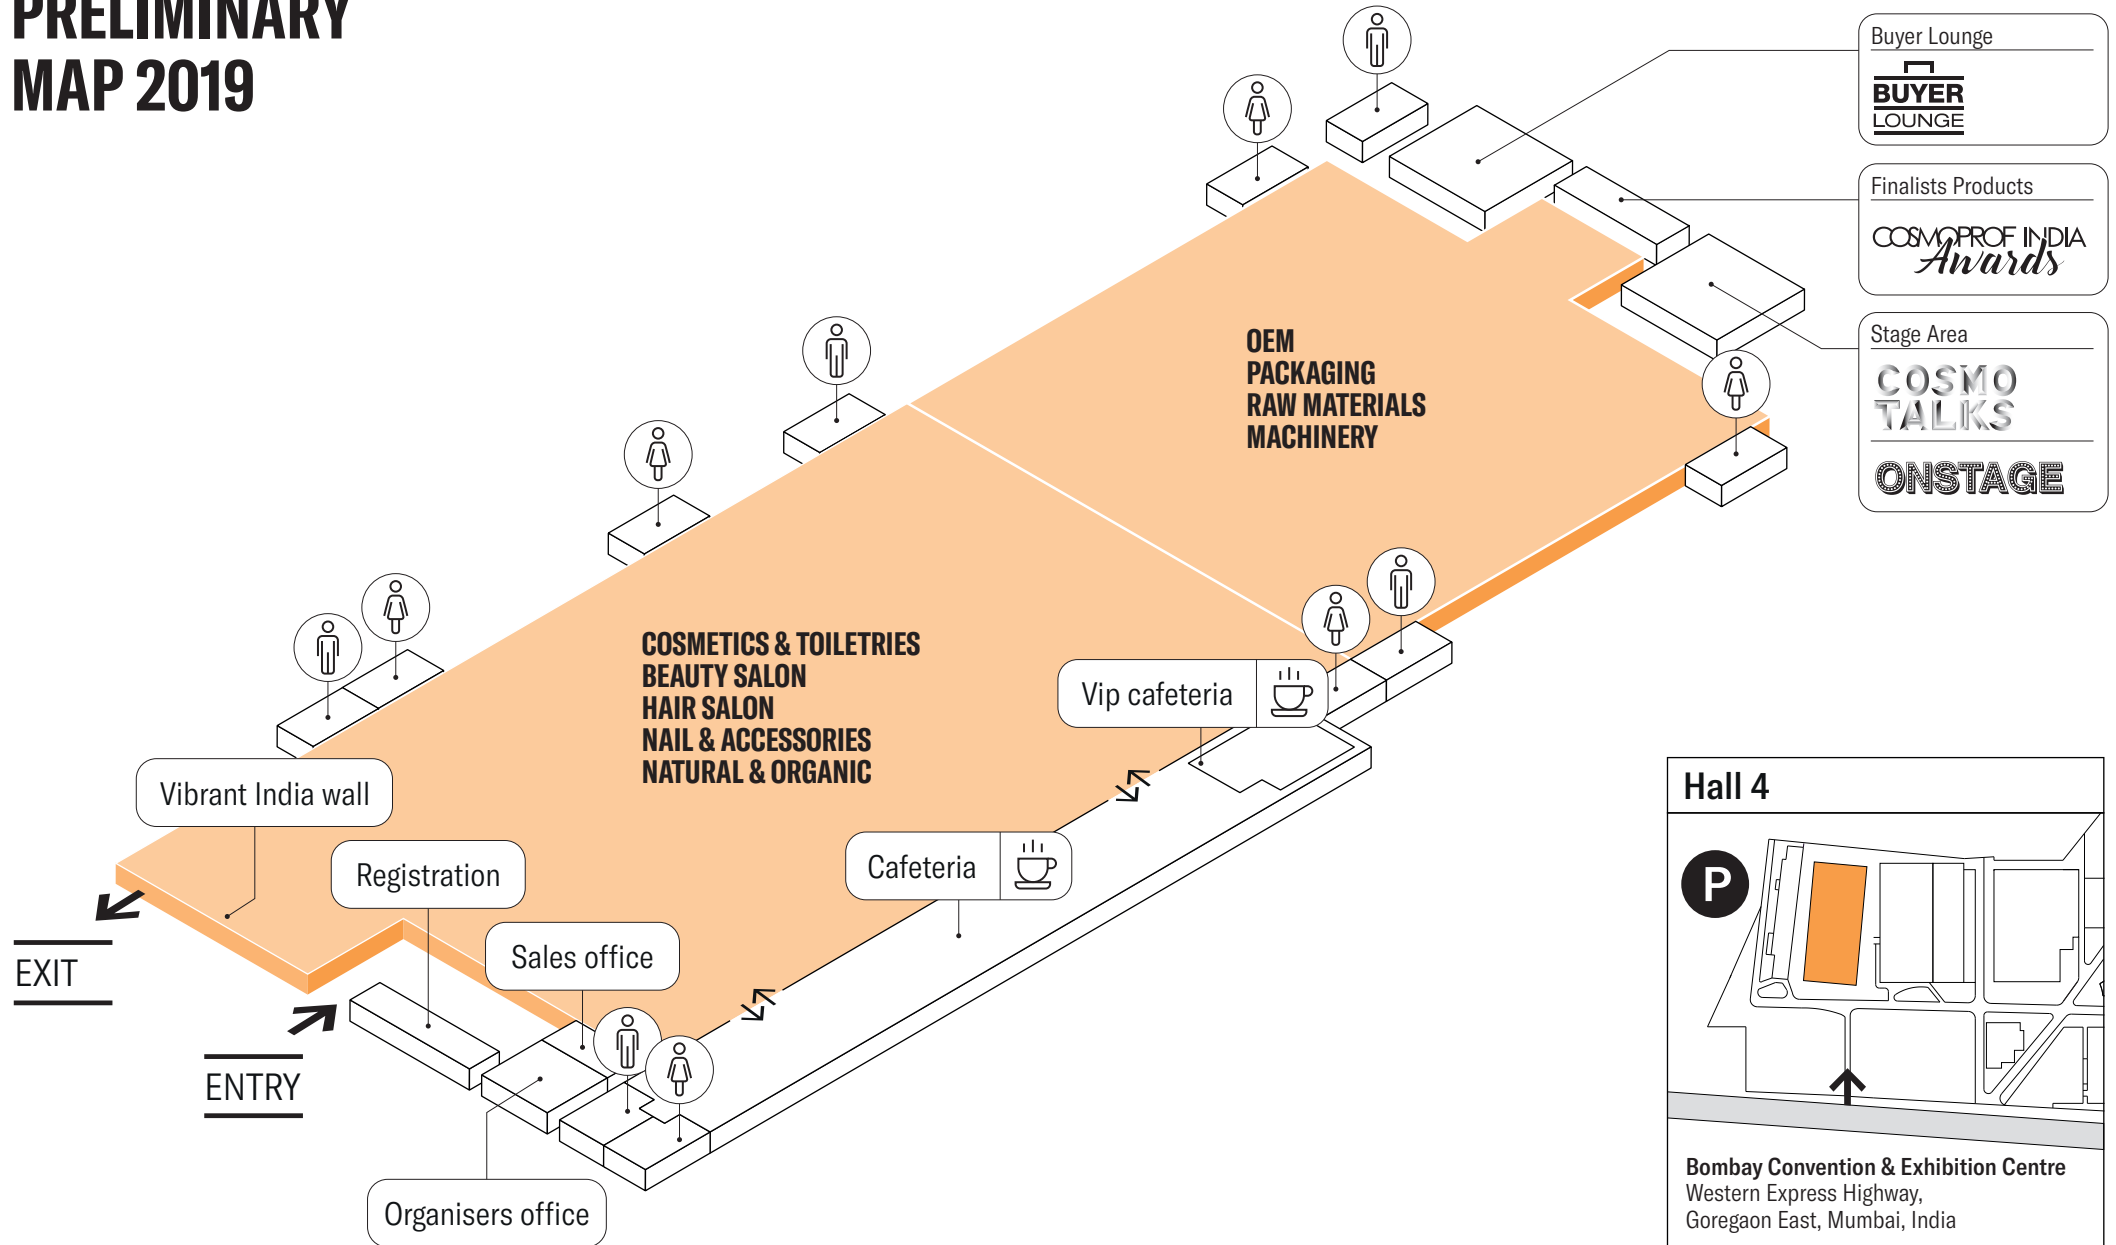 PRELIMINARY
MAP 2019
Buyer Lounge
BUYER
LOUNGE
Finalists Products
COSMOPROF INDIA
Awards
Stage Area
COSMO
TALKS
ONSTAGE
OEM
PACKAGING
RAW MATERIALS
MACHINERY
COSMETICS & TOILETRIES
BEAUTY SALON
HAIR SALON
NAIL & ACCESSORIES
NATURAL & ORGANIC
Vip cafeteria
Vibrant India wall
Registration
Cafeteria
Sales office
EXIT
ENTRY
Organisers office
Hall 4
P
Bombay Convention & Exhibition Centre
Western Express Highway,
Goregaon East, Mumbai, India